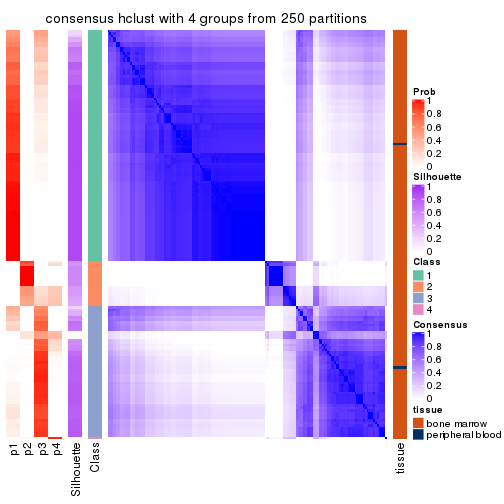 consensus hclust with 4 groups from 250 partitions
Prob
1
0.8
0.6
0.4
0.2
0
Silhouette
1
0.8
0.6
0.4
0.2
0
Class
1
2
3
4
Consensus
1
0.8
0.6
0.4
0.2
0
tissue
bone marrow
peripheral blood
p1
p2
p3
p4
Silhouette
Class
tissue